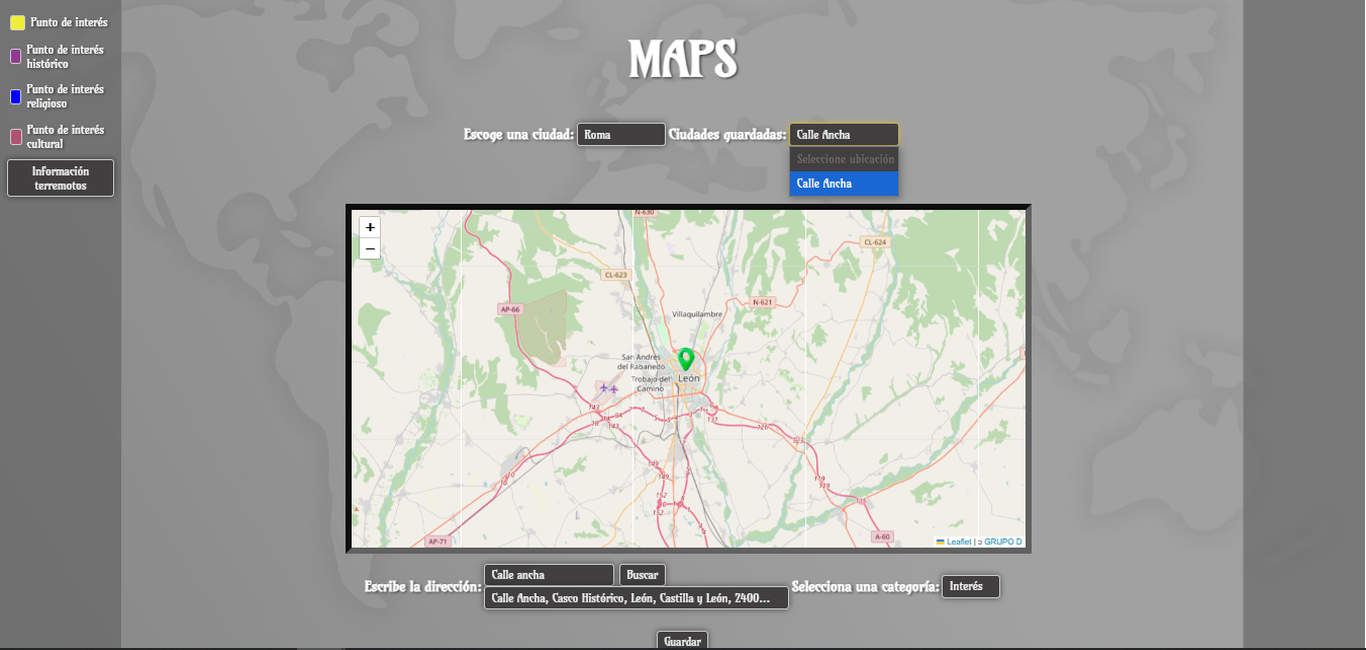 Punto de interés
Punto de interés
histórico
Punto de interés
religioso
Punto de interés
cultural
Información
terremotos
MAPS
Escoge una ciudad: Roma Ciudades guardadas: Calle Ancha
Seleccione ubicación
Calle Ancha
+
−
N-630
CL-624
CL-623
AP-66
N-621
Villaquilambre
San Andrés
del Rabanedo
León
Trobajo del
Camino
AP-71
A-60
Leaflet | GRUPO D
Escribe la dirección: Calle ancha Buscar
Calle Ancha, Casco Histórico, León, Castilla y León, 2400...
Selecciona una categoría: Interés
Guardar